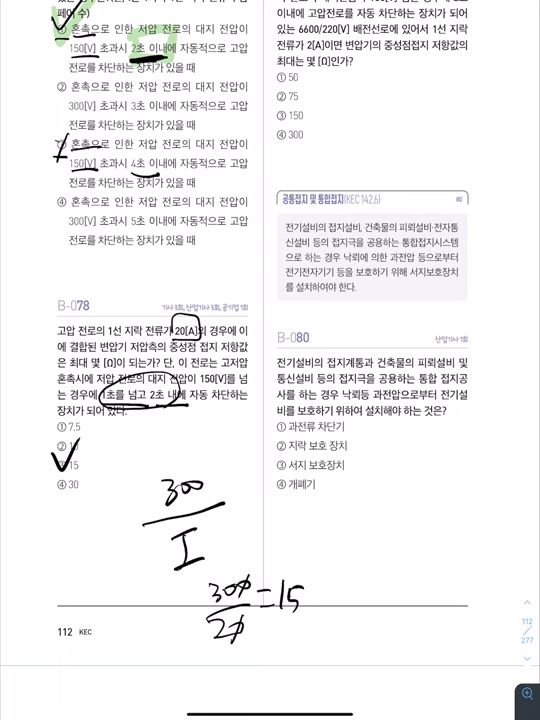 페이 수)
① 혼촉으로 인한 저압 전로의 대지 전압이
150[V] 초과시 2초 이내에 자동적으로 고압
전로를 차단하는 장치가 있을 때
② 혼촉으로 인한 저압 전로의 대지 전압이
300[V] 초과시 3초 이내에 자동적으로 고압
전로를 차단하는 장치가 있을 때
혼촉으로 인한 저압 전로의 대지 전압이
150[V] 초과시 4초 이내에 자동적으로 고압
전로를 차단하는 장치가 있을 때
④ 혼촉으로 인한 저압 전로의 대지 전압이
300[V] 초과시 5초 이내에 자동적으로 고압
전로를 차단하는 장치가 있을 때
B-078
기사 3회, 산업기사 3회, 공기업 1회
고압 전로의 1선 지락 전류가 20[A]의 경우에 이
에 결합된 변압기 저압측의 중성점 접지 저항값
은 최대 몇 [Ω]이 되는가? 단, 이 전로는 고저압
혼촉시에 저압 전로의 대지 전압이 150[V]를 넘
는 경우에 1초를 넘고 2초 내에 자동 차단하는
장치가 되어 있다.
① 7.5
② 10
③ 15
④ 30
300
I
300
20
=15
112 KEC
이내에 고압전로를 자동 차단하는 장치가 되어
있는 6600/220[V] 배전선로에 있어서 1선 지락
전류가 2[A]이면 변압기의 중성점접지 저항값의
최대는 몇 [Ω]인가?
① 50
② 75
③ 150
④ 300
공통접지 및 통합접지(KEC 142.6)
80
전기설비의 접지설비, 건축물의 피뢰설비·전자통
신설비 등의 접지극을 공용하는 통합접지시스템
으로 하는 경우 낙뢰에 의한 과전압 등으로부터
전기전자기기 등을 보호하기 위해 서지보호장치
를 설치하여야 한다.
B-080
산업기사 1회
전기설비의 접지계통과 건축물의 피뢰설비 및
통신설비 등의 접지극을 공용하는 통합 접지공
사를 하는 경우 낙뢰등 과전압으로부터 전기설
비를 보호하기 위하여 설치해야 하는 것은?
① 과전류 차단기
② 지락 보호 장치
③ 서지 보호장치
④ 개폐기
112
277